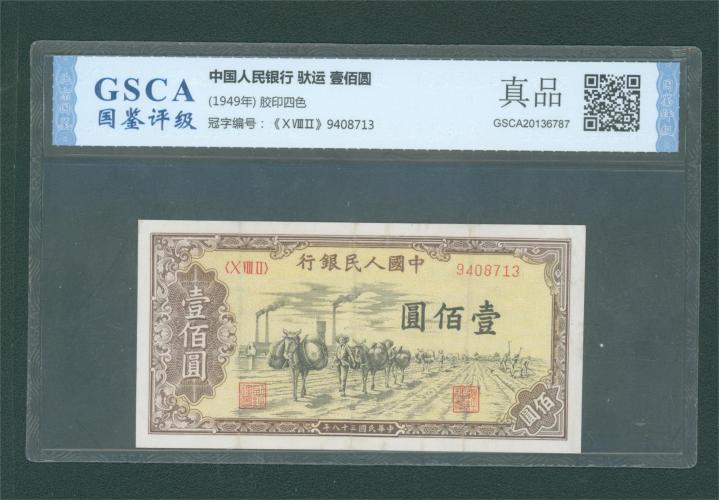 GSCA
国鉴评级
中国人民银行 驮运 壹佰圆
(1949年) 胶印四色
冠字编号：《ⅩⅧⅡ》9408713
真品
GSCA20136787
〈ⅩⅧⅡ〉
行銀民人國中
9408713
壹佰圓
圓佰壹
佰圓
年八十三國民華中